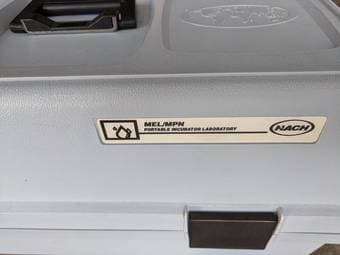 MEL/MPN
PORTABLE INCUBATOR LABORATORY
HACH